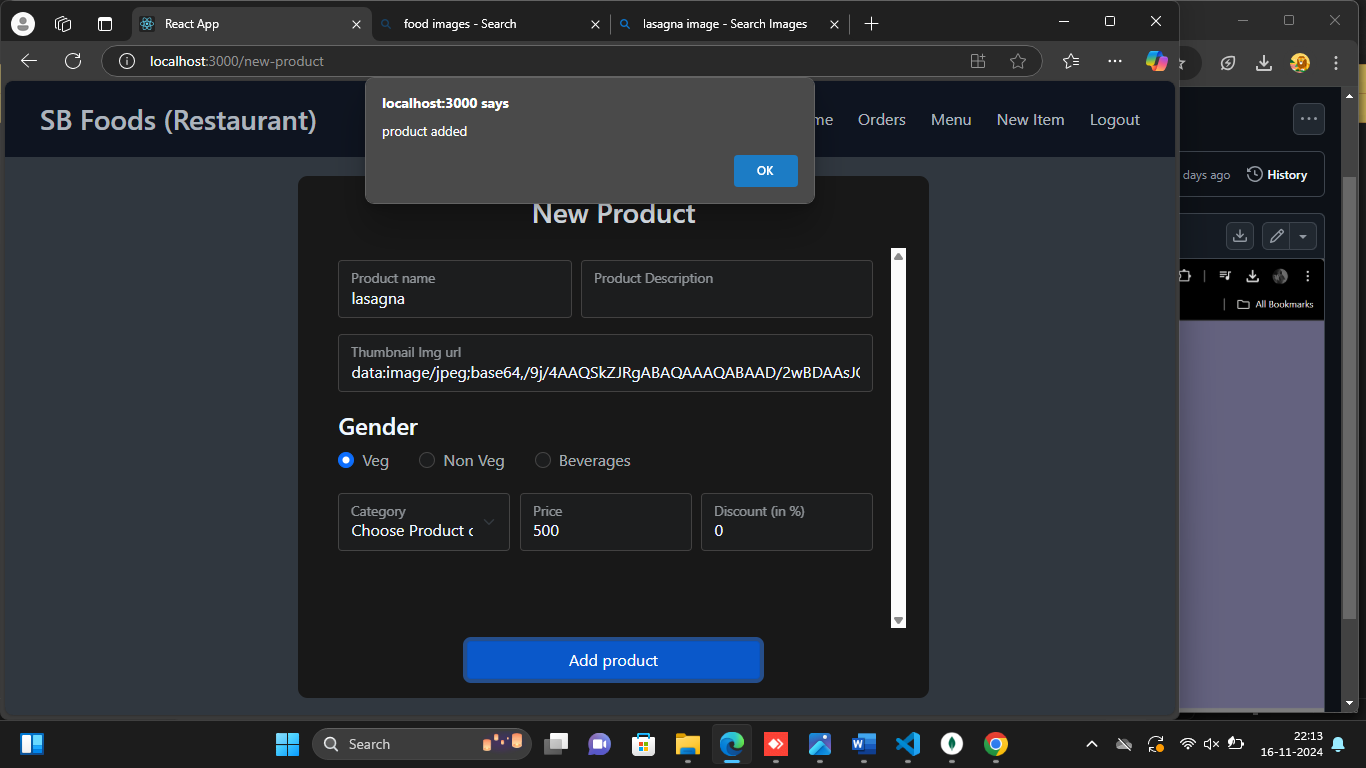 React App
food images - Search
lasagna image - Search Images
localhost:3000/new-product
SB Foods (Restaurant)
localhost:3000 says
product added
OK
me
Orders
Menu
New Item
Logout
days ago
History
All Bookmarks
New Product
Product name
lasagna
Product Description
Thumbnail Img url
data:image/jpeg;base64,/9j/4AAQSkZJRgABAQAAAQABAAD/2wBDAAsJC
Gender
Veg
Non Veg
Beverages
Category
Choose Product c
Price
500
Discount (in %)
0
Add product
Search
22:13
16-11-2024